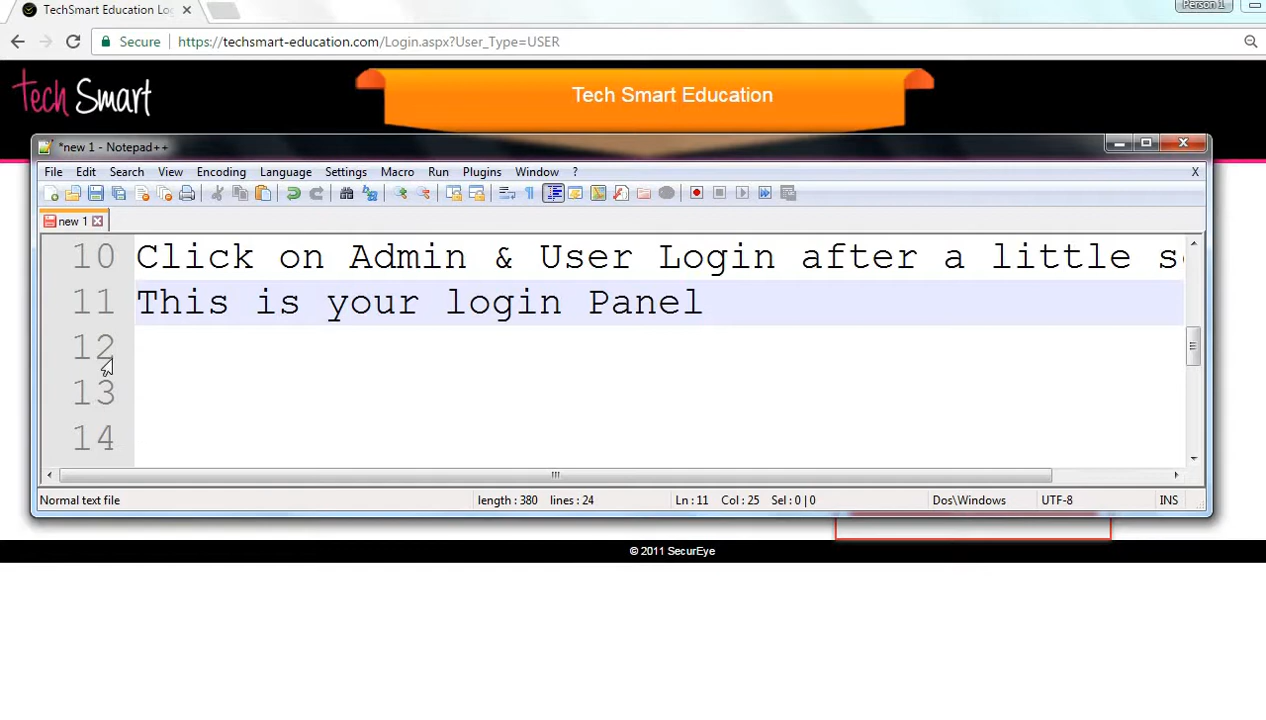 TechSmart Education Lo
Person 1
Secure
https://techsmart-education.com/Login.aspx?User_Type=USER
Tech Smart
Tech Smart Education
*new 1 - Notepad++
File Edit Search View Encoding Language Settings Macro Run Plugins Window ? X
new 1
10 Click on Admin & User Login after a little s
11 This is your login Panel
12
13
14
Normal text file length : 380 lines : 24 Ln : 11 Col : 25 Sel : 0 | 0 Dos\Windows UTF-8 INS
© 2011 SecurEye